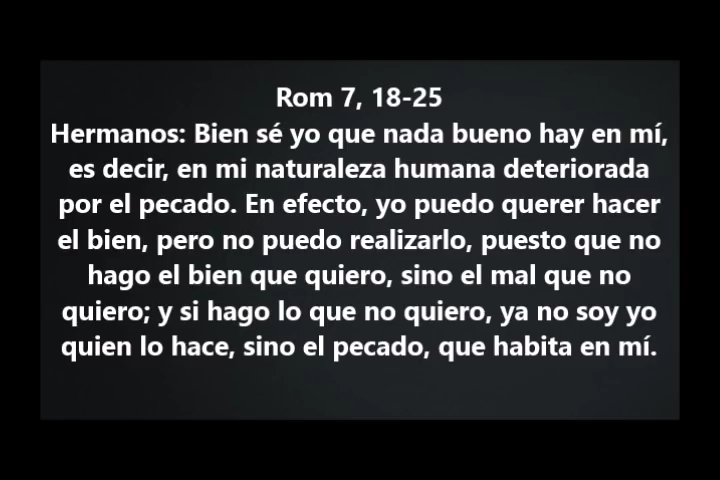 Rom 7, 18-25
Hermanos: Bien sé yo que nada bueno hay en mí,
es decir, en mi naturaleza humana deteriorada
por el pecado. En efecto, yo puedo querer hacer
el bien, pero no puedo realizarlo, puesto que no
hago el bien que quiero, sino el mal que no
quiero; y si hago lo que no quiero, ya no soy yo
quien lo hace, sino el pecado, que habita en mí.